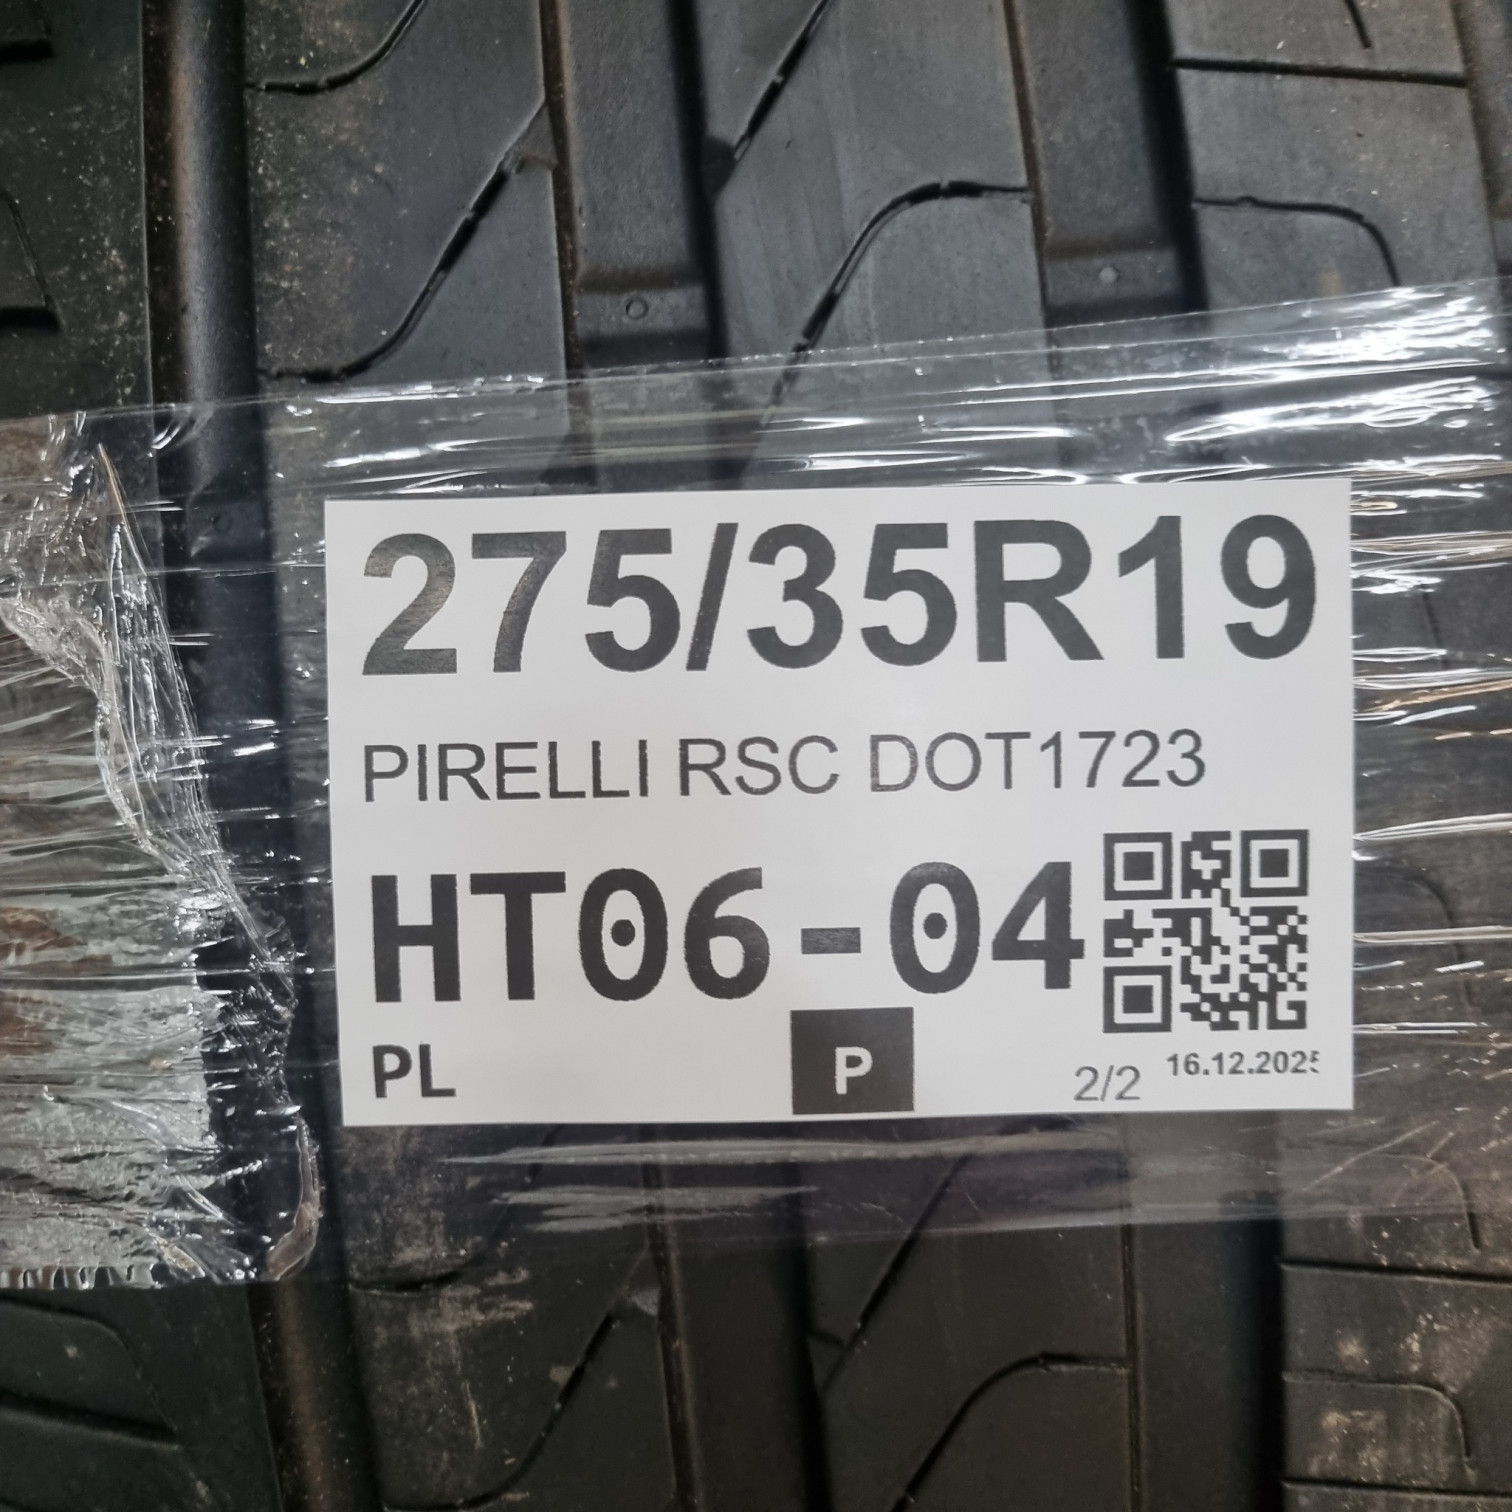 275/35R19
PIRELLI RSC DOT1723
HT06-04
PL
P
2/2
16.12.2025